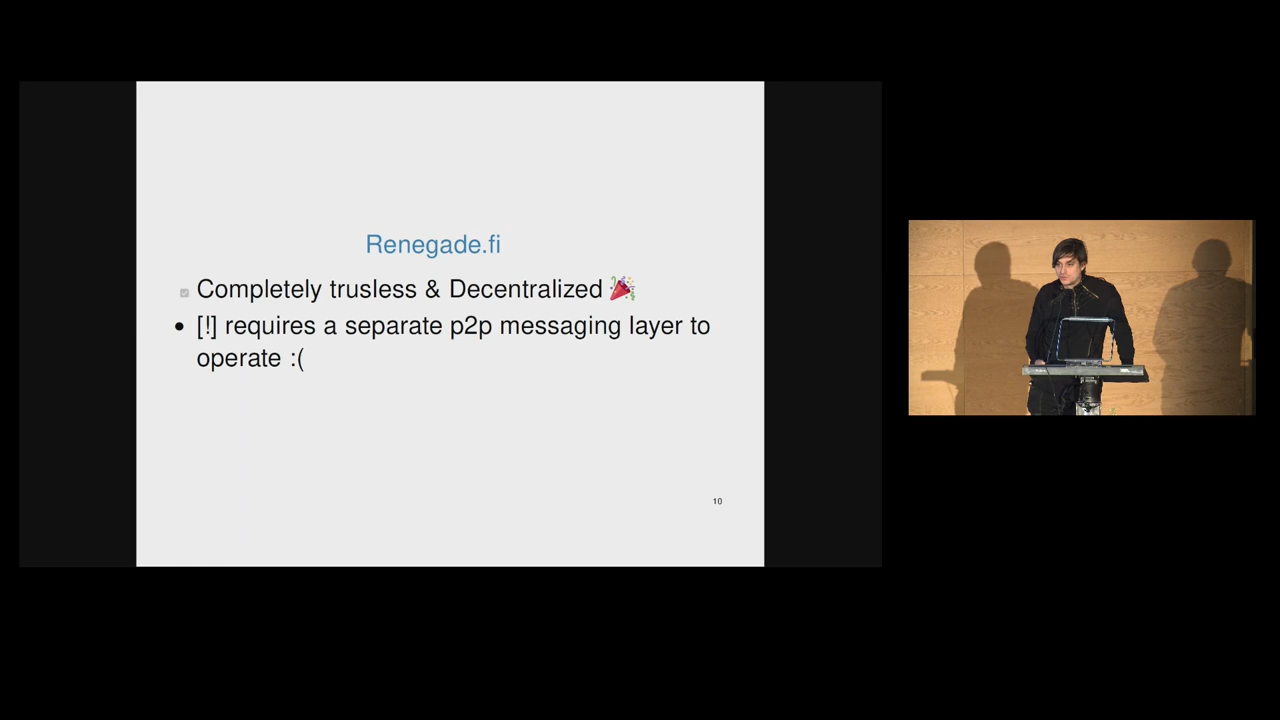 Renegade.fi
Completely trusless & Decentralized 🎉
[!] requires a separate p2p messaging layer to
operate :(
10